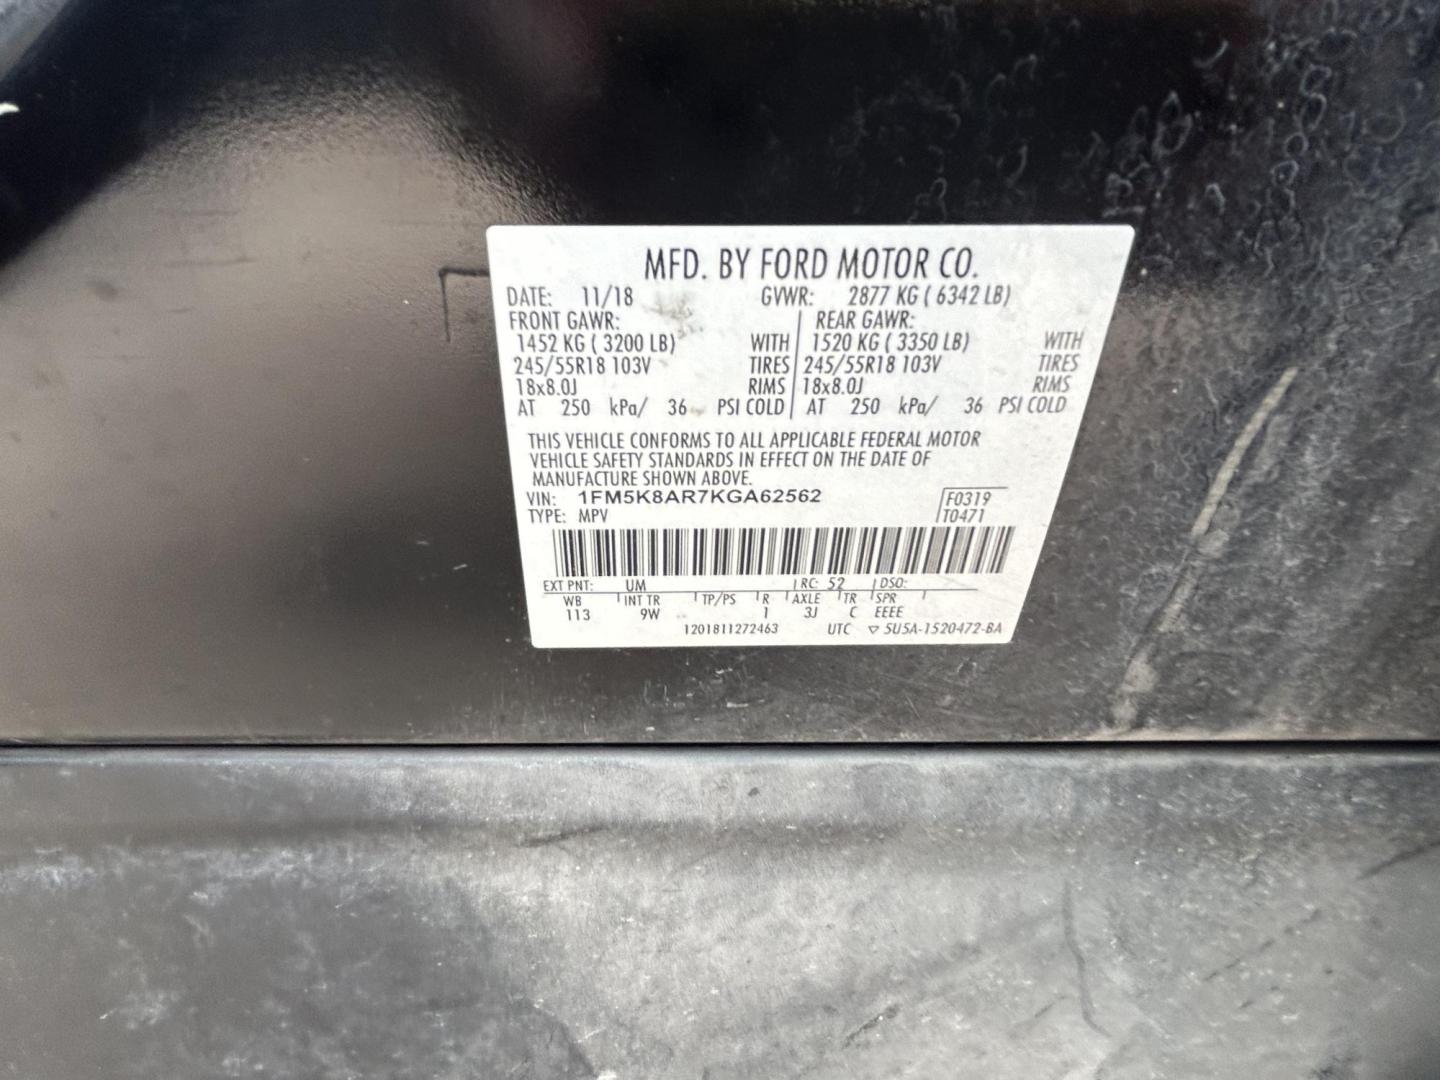 MFD. BY FORD MOTOR CO.
DATE: 11/18 GVWR: 2877 KG ( 6342 LB)
FRONT GAWR: REAR GAWR:
1452 KG ( 3200 LB) WITH 1520 KG ( 3350 LB) WITH
245/55R18 103V TIRES 245/55R18 103V TIRES
18x8.0J RIMS 18x8.0J RIMS
AT 250 kPa/ 36 PSI COLD AT 250 kPa/ 36 PSI COLD
THIS VEHICLE CONFORMS TO ALL APPLICABLE FEDERAL MOTOR
VEHICLE SAFETY STANDARDS IN EFFECT ON THE DATE OF
MANUFACTURE SHOWN ABOVE.
VIN: 1FM5K8AR7KGA62562 F0319
TYPE: MPV T0471
EXT PNT: UM RC: 52 DSO:
WB INT TR TP/PS R AXLE TR SPR
113 9W 1 3J C EEEE
1201811272463 UTC ▽ 5U5A-1520472-BA